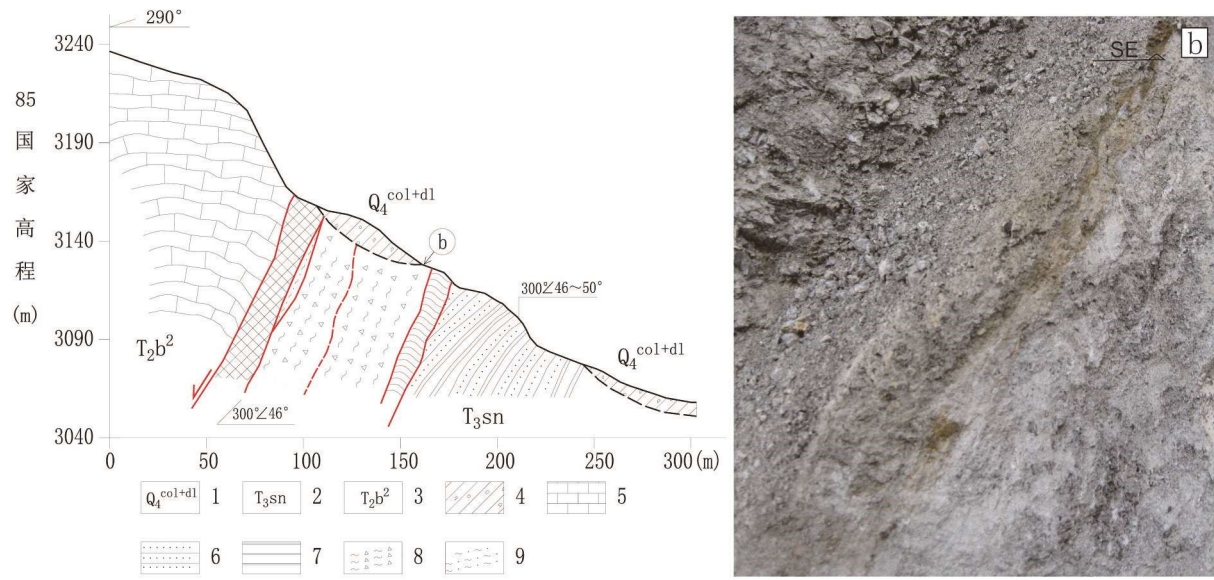 290°
3240
3190
3140
3090
3040
85
国
家
高
程
(m)
Q₄ᶜᵒˡ⁺ᵈˡ
b
300∠46～50°
T₂b²
Q₄ᶜᵒˡ⁺ᵈˡ
300°∠46°
T₃sn
0 50 100 150 200 250 300(m)
Q₄ᶜᵒˡ⁺ᵈˡ 1 T₃sn 2 T₂b² 3 4 5
6 7 8 9
SE
b